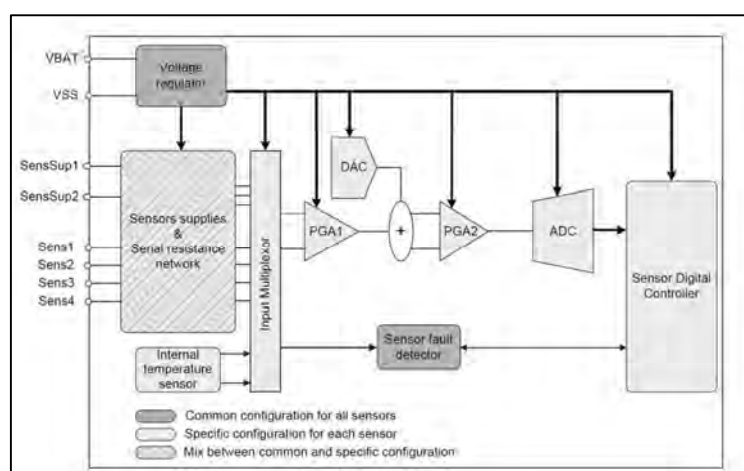 VBAT
Voltage
regulator
VSS
SensSup1
DAC
SensSup2
Sensors supplies
&
Serial resistance
network
Input Multiplexor
PGA1
+
PGA2
ADC
Sens1
Sens2
Sens3
Sens4
Sensor Digital
Controller
Internal
temperature
sensor
Sensor fault
detector
Common configuration for all sensors
Specific configuration for each sensor
Mix between common and specific configuration